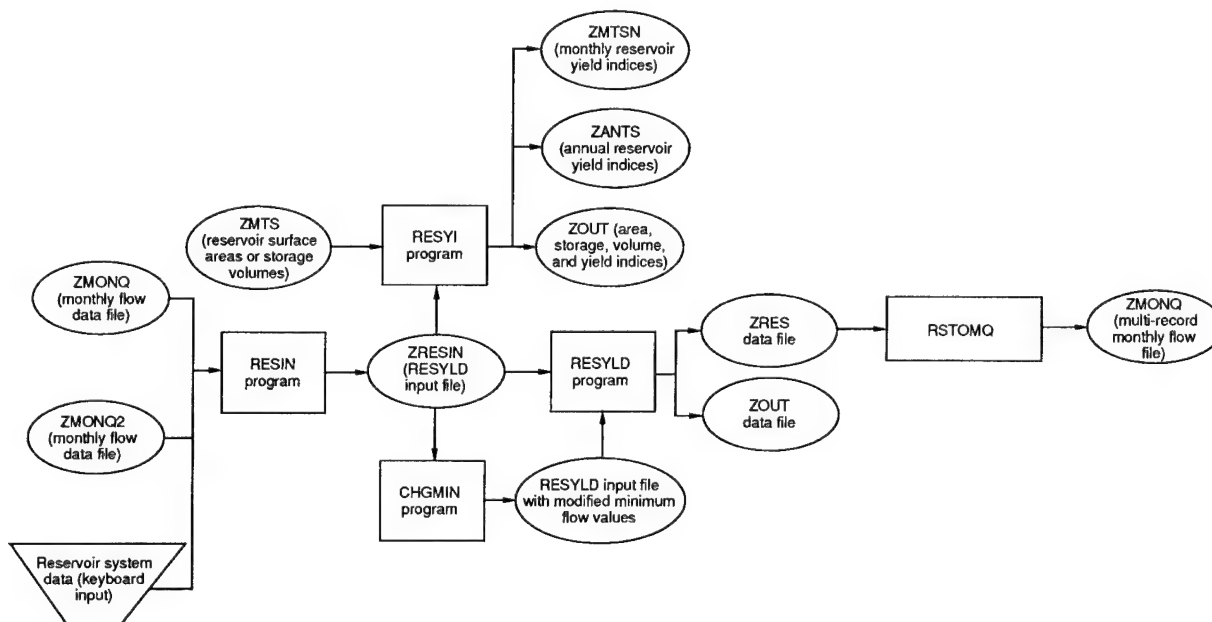 ZMTSN
(monthly reservoir
yield indices)
ZANTS
(annual reservoir
yield indices)
ZMTS
(reservoir surface
areas or storage
volumes)
RESYI
program
ZOUT (area,
storage, volume,
and yield indices)
ZMONQ
(monthly flow
data file)
RESIN
program
ZRESIN
(RESYLD
input file)
RESYLD
program
ZRES
data file
RSTOMQ
ZMONQ
(multi-record
monthly flow
file)
ZMONQ2
(monthly flow
data file)
ZOUT
data file
CHGMIN
program
RESYLD input file
with modified minimum
flow values
Reservoir system
data (keyboard
input)